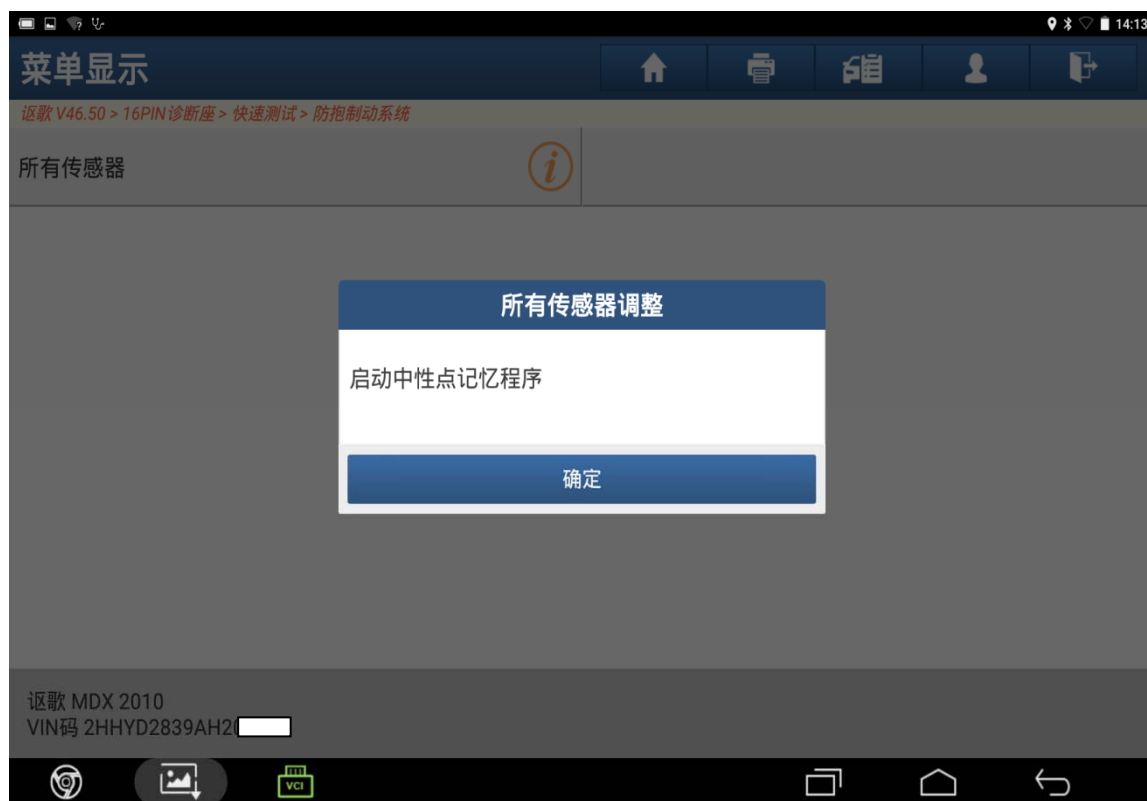 14:13
菜单显示
讴歌 V46.50 > 16PIN诊断座 > 快速测试 > 防抱制动系统
所有传感器
i
所有传感器调整
启动中性点记忆程序
确定
讴歌 MDX 2010
VIN码 2HHYD2839AH20
VCI